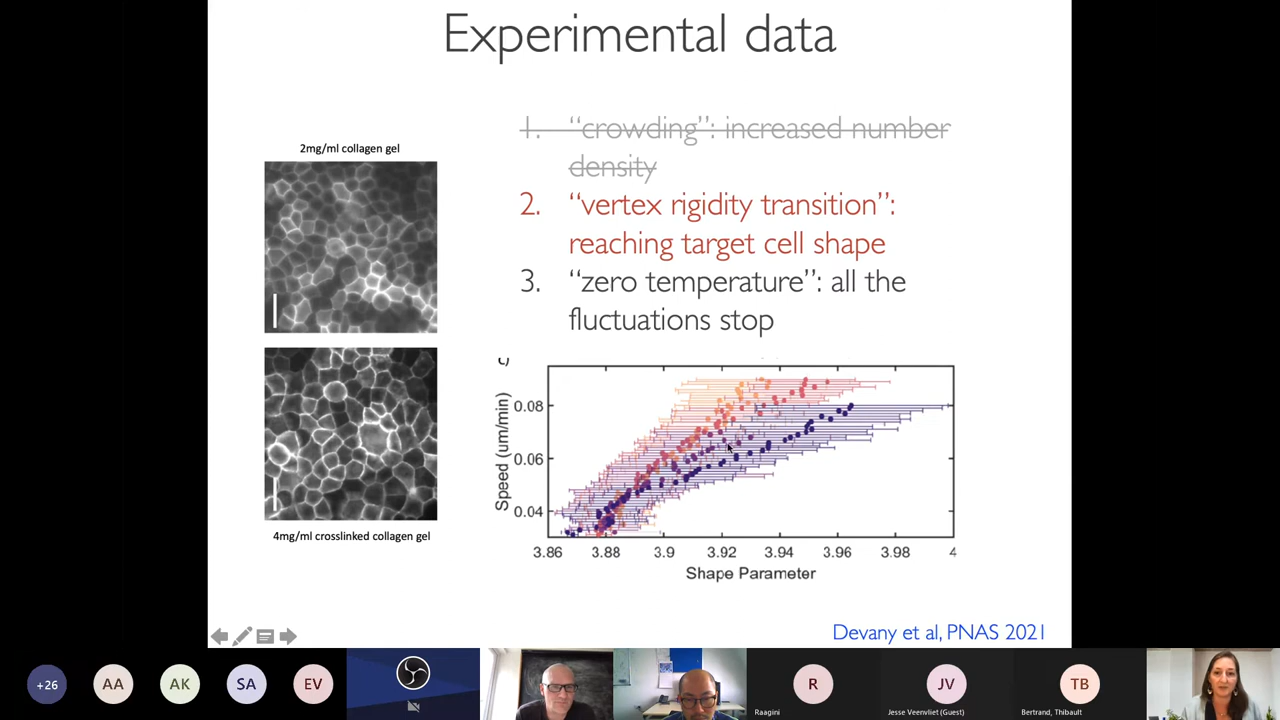 Experimental data
2mg/ml collagen gel
4mg/ml crosslinked collagen gel
1. “crowding”: increased number
density
2. “vertex rigidity transition”:
reaching target cell shape
3. “zero temperature”: all the
fluctuations stop
c)
Speed (um/min)
0.08
0.06
0.04
3.86 3.88 3.9 3.92 3.94 3.96 3.98 4
Shape Parameter
Devany et al, PNAS 2021
+26 AA AK SA EV R JV TB
Raagini Jesse Veenvliet (Guest) Bertrand, Thibault